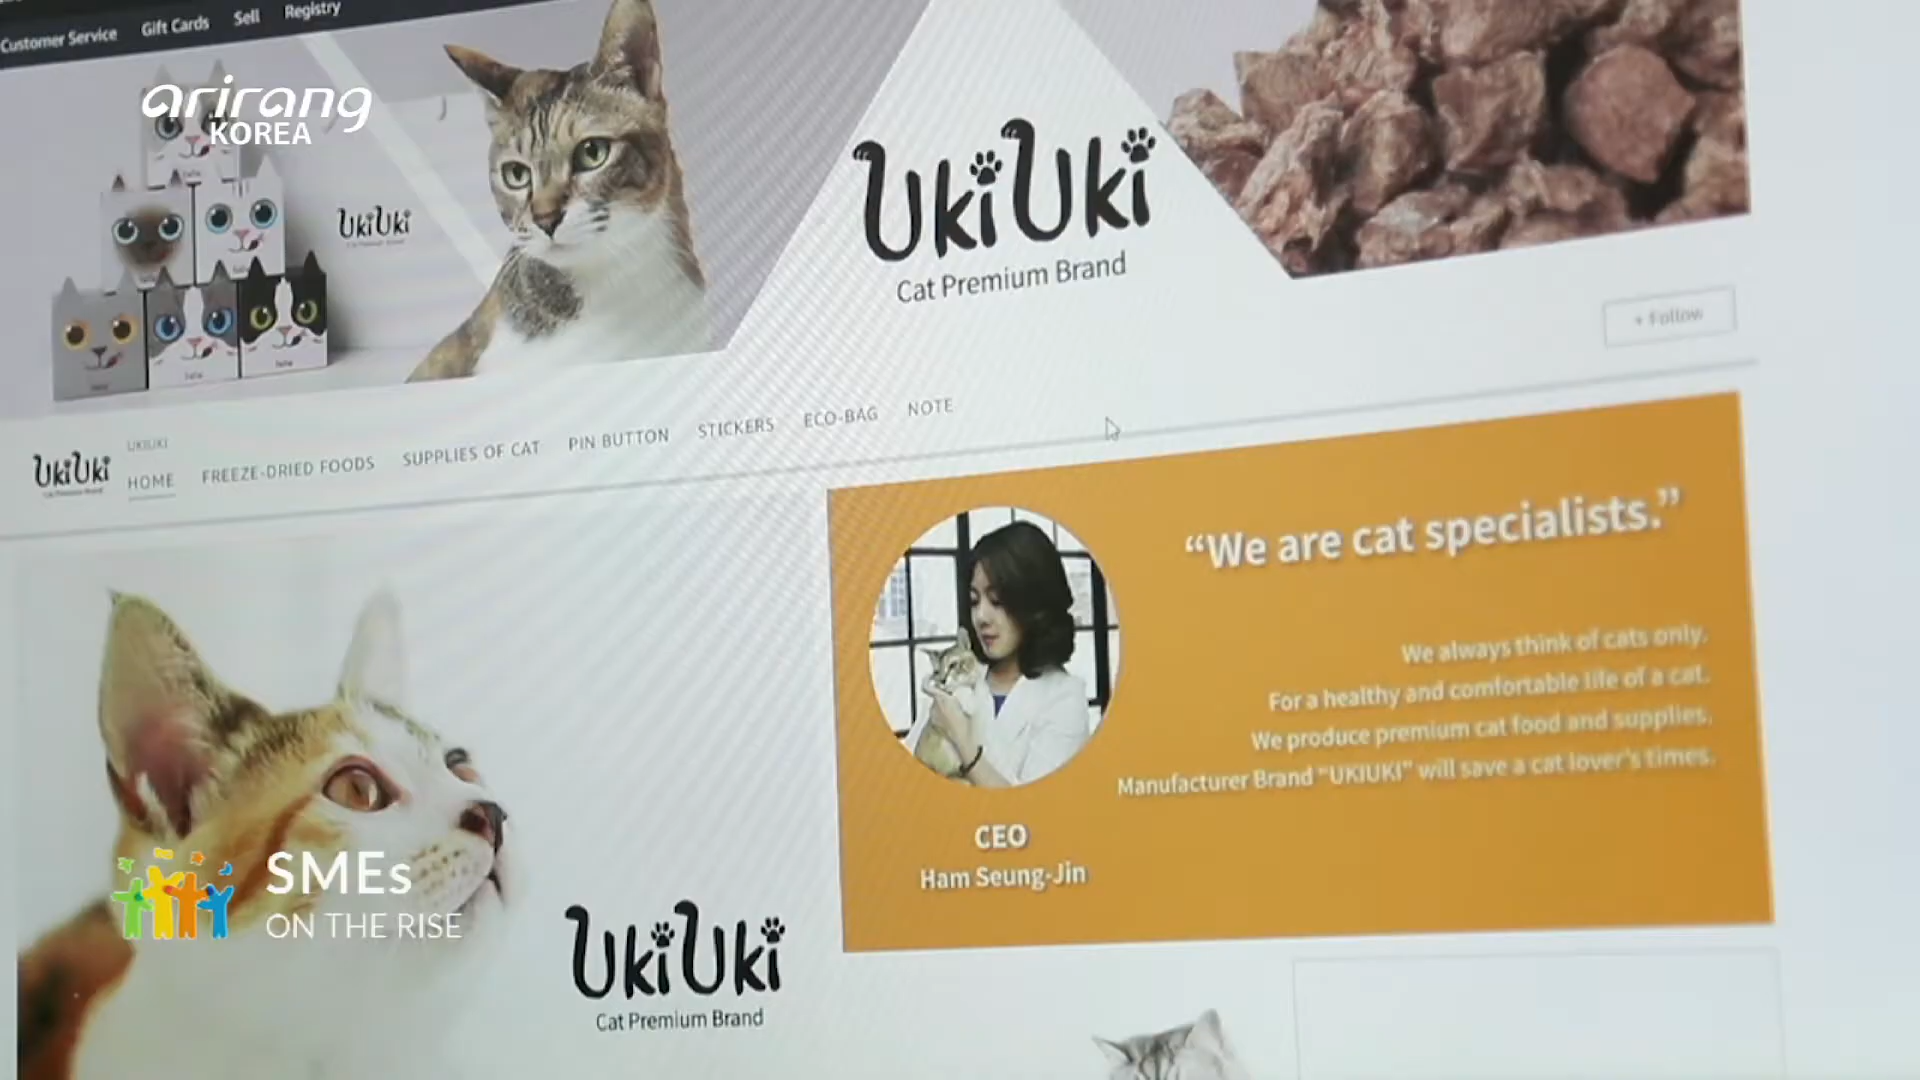 Customer Service Gift Cards Sell Registry
arirang
KOREA
UkiUki
UkiUki
Cat Premium Brand
+ Follow
UkiUki
UKIUKI
HOME FREEZE-DRIED FOODS SUPPLIES OF CAT PIN BUTTON STICKERS ECO-BAG NOTE
“We are cat specialists.”
We always think of cats only.
For a healthy and comfortable life of a cat.
We produce premium cat food and supplies.
Manufacturer Brand “UKIUKI” will save a cat lover's times.
CEO
Ham Seung-Jin
SMEs
ON THE RISE
UkiUki
Cat Premium Brand